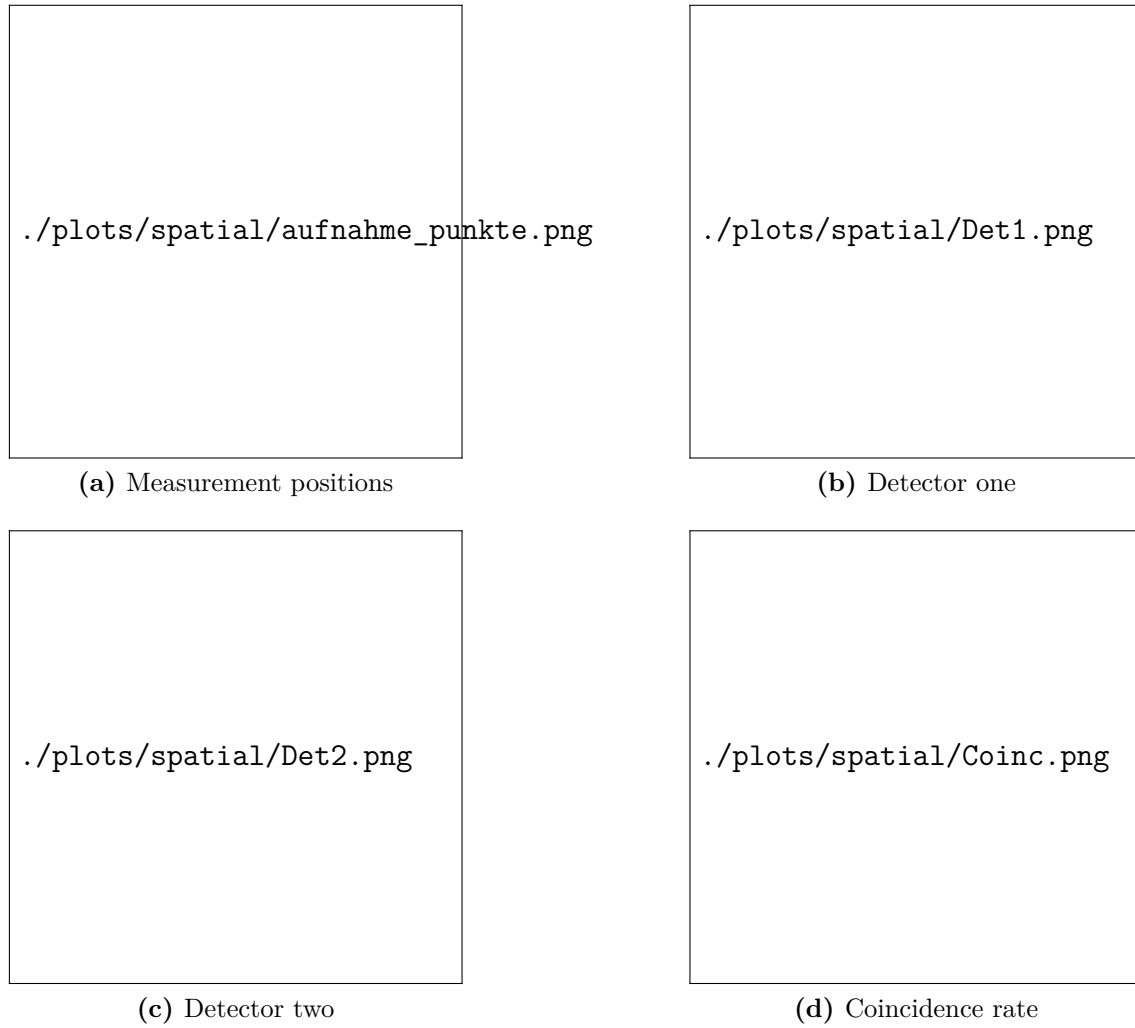 ./plots/spatial/aufnahme_punkte.png
./plots/spatial/Det1.png
(a) Measurement positions
(b) Detector one
./plots/spatial/Det2.png
./plots/spatial/Coinc.png
(c) Detector two
(d) Coincidence rate